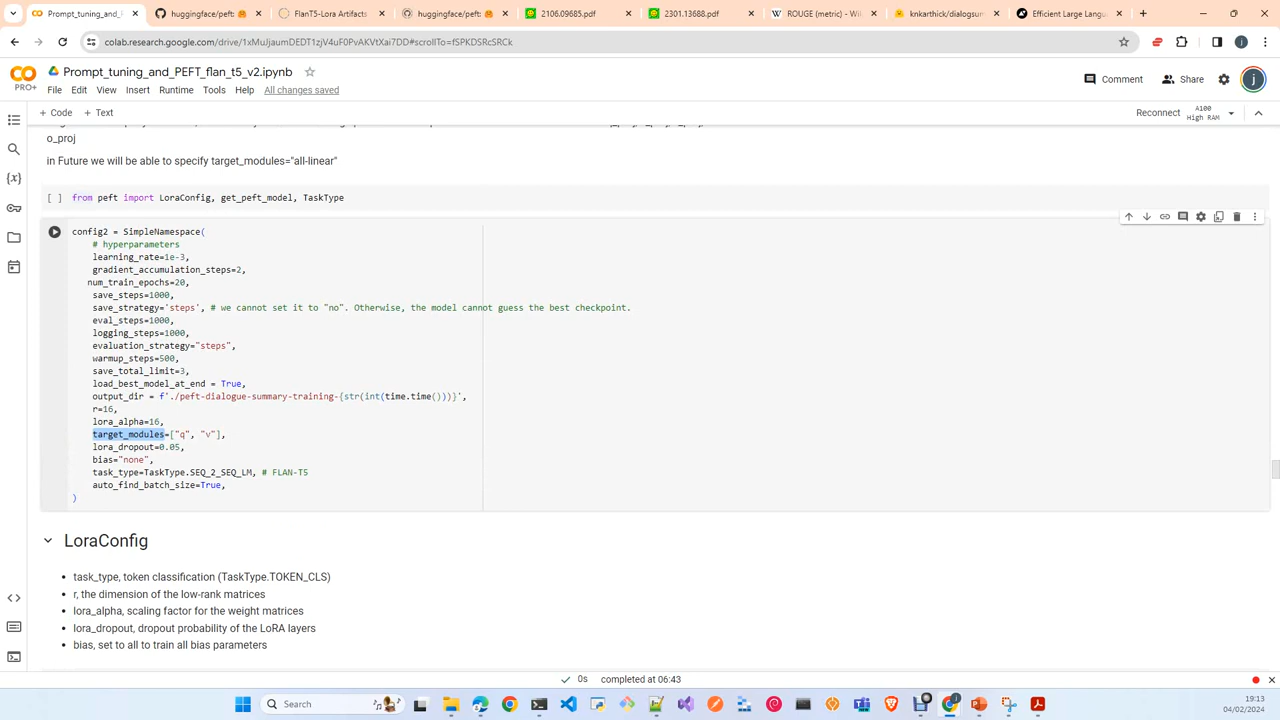 Prompt_tuning_and_PEFT_fl
huggingface/peft:
FlanT5-Lora Artifacts
huggingface/peft:
2106.09685.pdf
2301.13688.pdf
ROUGE (metric) - Wi
knkarthick/dialogsum
Efficient Large Langu
colab.research.google.com/drive/1xMuJjaumDEDT1zjV4uF0PvAKVtXai7DD#scrollTo=fSPKDSRcSRCk
j
CO
PRO+
Prompt_tuning_and_PEFT_flan_t5_v2.ipynb
Comment
Share
j
File Edit View Insert Runtime Tools Help All changes saved
+ Code + Text
Reconnect
A100
High RAM
o_proj
in Future we will be able to specify target_modules="all-linear"
[ ] from peft import LoraConfig, get_peft_model, TaskType
config2 = SimpleNamespace(
# hyperparameters
learning_rate=1e-3,
gradient_accumulation_steps=2,
num_train_epochs=20,
save_steps=1000,
save_strategy='steps', # we cannot set it to "no". Otherwise, the model cannot guess the best checkpoint.
eval_steps=1000,
logging_steps=1000,
evaluation_strategy="steps",
warmup_steps=500,
save_total_limit=3,
load_best_model_at_end = True,
output_dir = f'./peft-dialogue-summary-training-{str(int(time.time()))}',
r=16,
lora_alpha=16,
target_modules=["q", "v"],
lora_dropout=0.05,
bias="none",
task_type=TaskType.SEQ_2_SEQ_LM, # FLAN-T5
auto_find_batch_size=True,
)
LoraConfig
• task_type, token classification (TaskType.TOKEN_CLS)
• r, the dimension of the low-rank matrices
• lora_alpha, scaling factor for the weight matrices
• lora_dropout, dropout probability of the LoRA layers
• bias, set to all to train all bias parameters
0s completed at 06:43
Search
19:13
04/02/2024